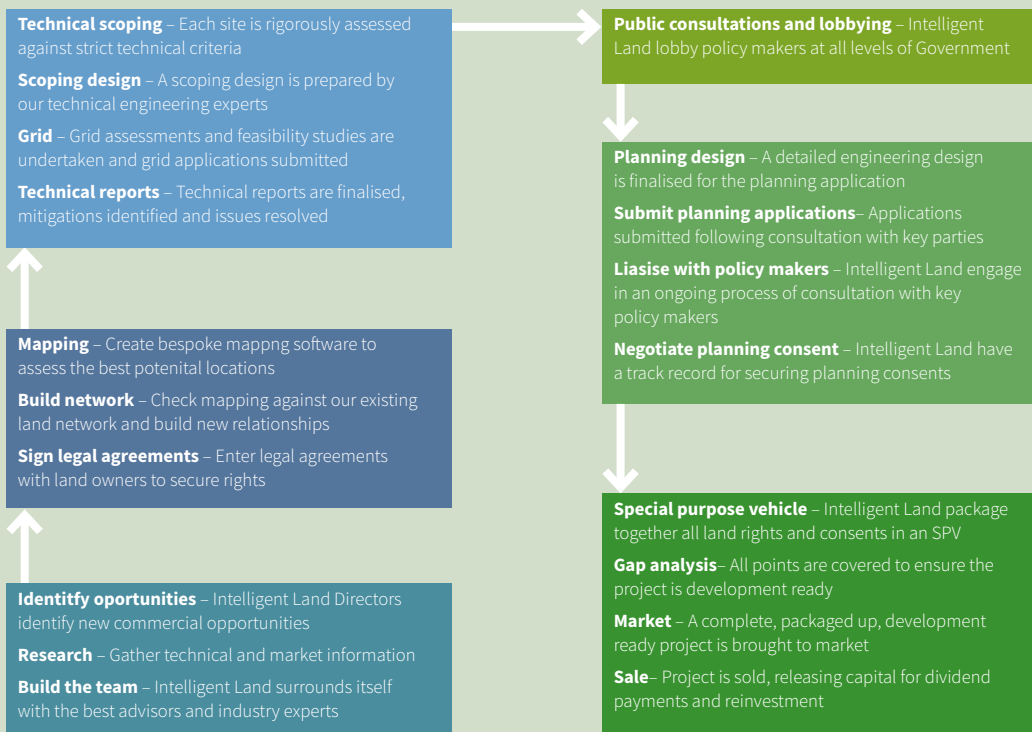 Technical scoping – Each site is rigorously assessed
against strict technical criteria
Scoping design – A scoping design is prepared by
our technical engineering experts
Grid – Grid assessments and feasibility studies are
undertaken and grid applications submitted
Technical reports – Technical reports are finalised,
mitigations identified and issues resolved
Mapping – Create bespoke mappng software to
assess the best potenital locations
Build network – Check mapping against our existing
land network and build new relationships
Sign legal agreements – Enter legal agreements
with land owners to secure rights
Identitfy oportunities – Intelligent Land Directors
identify new commercial opportunities
Research – Gather technical and market information
Build the team – Intelligent Land surrounds itself
with the best advisors and industry experts
Public consultations and lobbying – Intelligent
Land lobby policy makers at all levels of Government
Planning design – A detailed engineering design
is finalised for the planning application
Submit planning applications– Applications
submitted following consultation with key parties
Liasise with policy makers – Intelligent Land engage
in an ongoing process of consultation with key
policy makers
Negotiate planning consent – Intelligent Land have
a track record for securing planning consents
Special purpose vehicle – Intelligent Land package
together all land rights and consents in an SPV
Gap analysis– All points are covered to ensure the
project is development ready
Market – A complete, packaged up, development
ready project is brought to market
Sale– Project is sold, releasing capital for dividend
payments and reinvestment